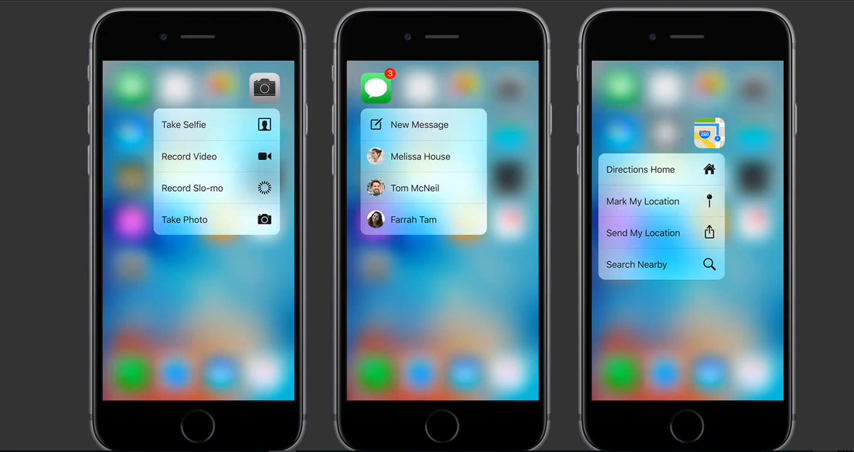 Take Selfie
Record Video
Record Slo-mo
Take Photo
3
New Message
Melissa House
Tom McNeil
Farrah Tam
280
Directions Home
Mark My Location
Send My Location
Search Nearby